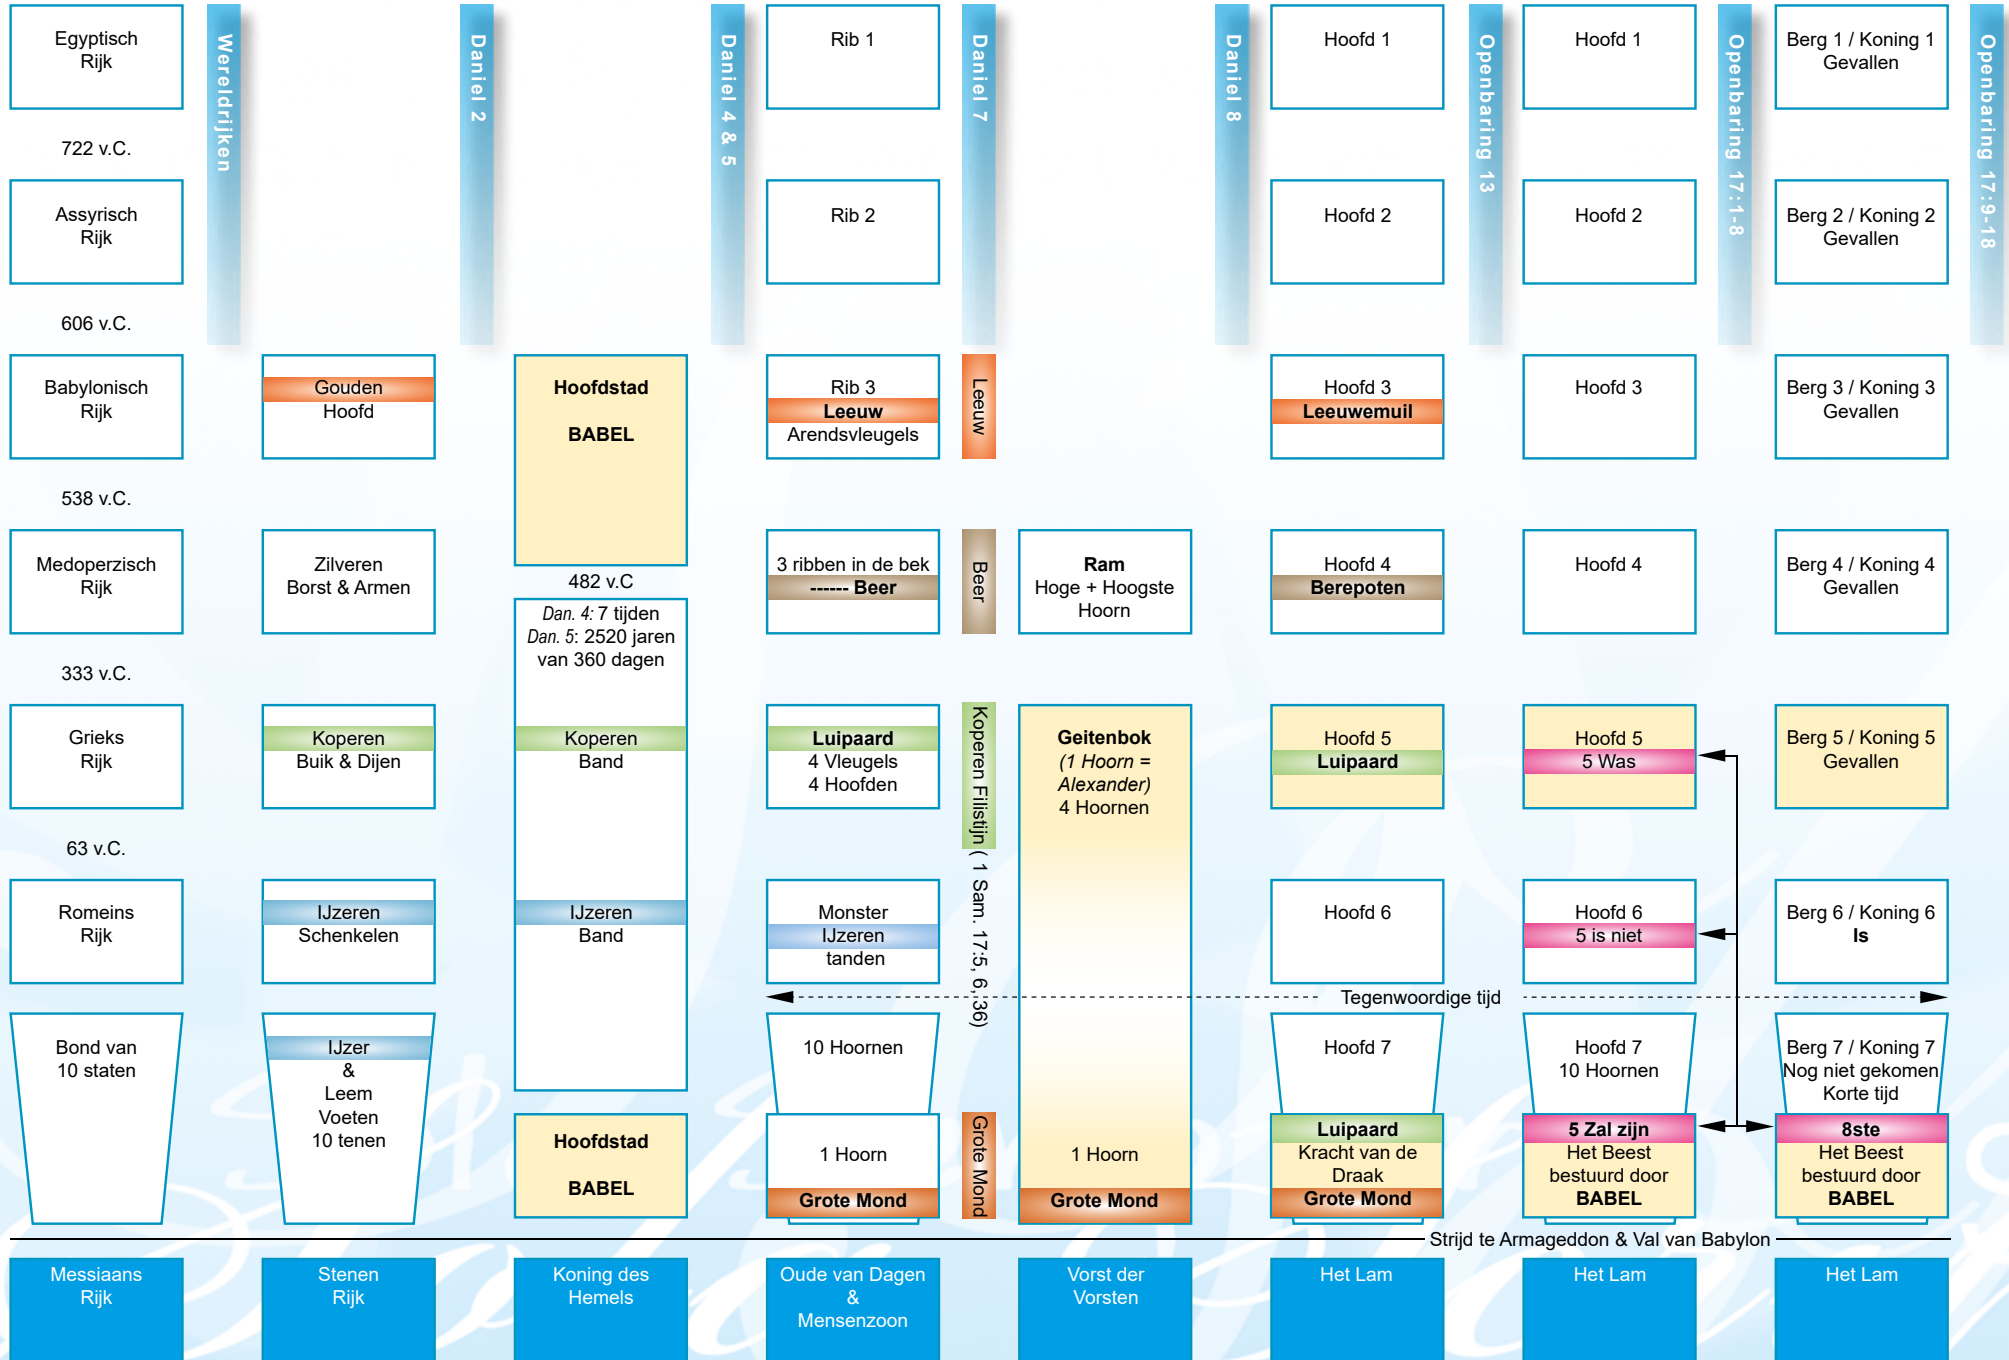 Wereldrijken
Egyptisch
Rijk
722 v.C.
Assyrisch
Rijk
606 v.C.
Babylonisch
Rijk
538 v.C.
Medoperzisch
Rijk
333 v.C.
Grieks
Rijk
63 v.C.
Romeins
Rijk
Bond van
10 staten
Messiaans
Rijk
Daniel 2
Gouden
Hoofd
Zilveren
Borst & Armen
Koperen
Buik & Dijen
IJzeren
Schenkelen
IJzer
&
Leem
Voeten
10 tenen
Stenen
Rijk
Daniel 4 & 5
Hoofdstad
BABEL
482 v.C
Dan. 4: 7 tijden
Dan. 5: 2520 jaren
van 360 dagen
Koperen
Band
IJzeren
Band
Hoofdstad
BABEL
Koning des
Hemels
Daniel 7
Rib 1
Rib 2
Rib 3
Leeuw
Arendsvleugels
3 ribben in de bek
------ Beer
Luipaard
4 Vleugels
4 Hoofden
Monster
IJzeren
tanden
10 Hoornen
1 Hoorn
Grote Mond
Oude van Dagen
&
Mensenzoon
Leeuw
Beer
Koperen Filistijn ( 1 Sam. 17:5, 6, 36)
Grote Mond
Daniel 8
Ram
Hoge + Hoogste
Hoorn
Geitenbok
(1 Hoorn =
Alexander)
4 Hoornen
1 Hoorn
Grote Mond
Vorst der
Vorsten
Openbaring 13
Hoofd 1
Hoofd 2
Hoofd 3
Leeuwemuil
Hoofd 4
Berepoten
Hoofd 5
Luipaard
Hoofd 6
Tegenwoordige tijd
Hoofd 7
Luipaard
Kracht van de
Draak
Grote Mond
Het Lam
Openbaring 17:1-8
Hoofd 1
Hoofd 2
Hoofd 3
Hoofd 4
Hoofd 5
5 Was
Hoofd 6
5 is niet
Hoofd 7
10 Hoornen
5 Zal zijn
Het Beest
bestuurd door
BABEL
Strijd te Armageddon & Val van Babylon
Het Lam
Openbaring 17:9-18
Berg 1 / Koning 1
Gevallen
Berg 2 / Koning 2
Gevallen
Berg 3 / Koning 3
Gevallen
Berg 4 / Koning 4
Gevallen
Berg 5 / Koning 5
Gevallen
Berg 6 / Koning 6
Is
Berg 7 / Koning 7
Nog niet gekomen
Korte tijd
8ste
Het Beest
bestuurd door
BABEL
Het Lam